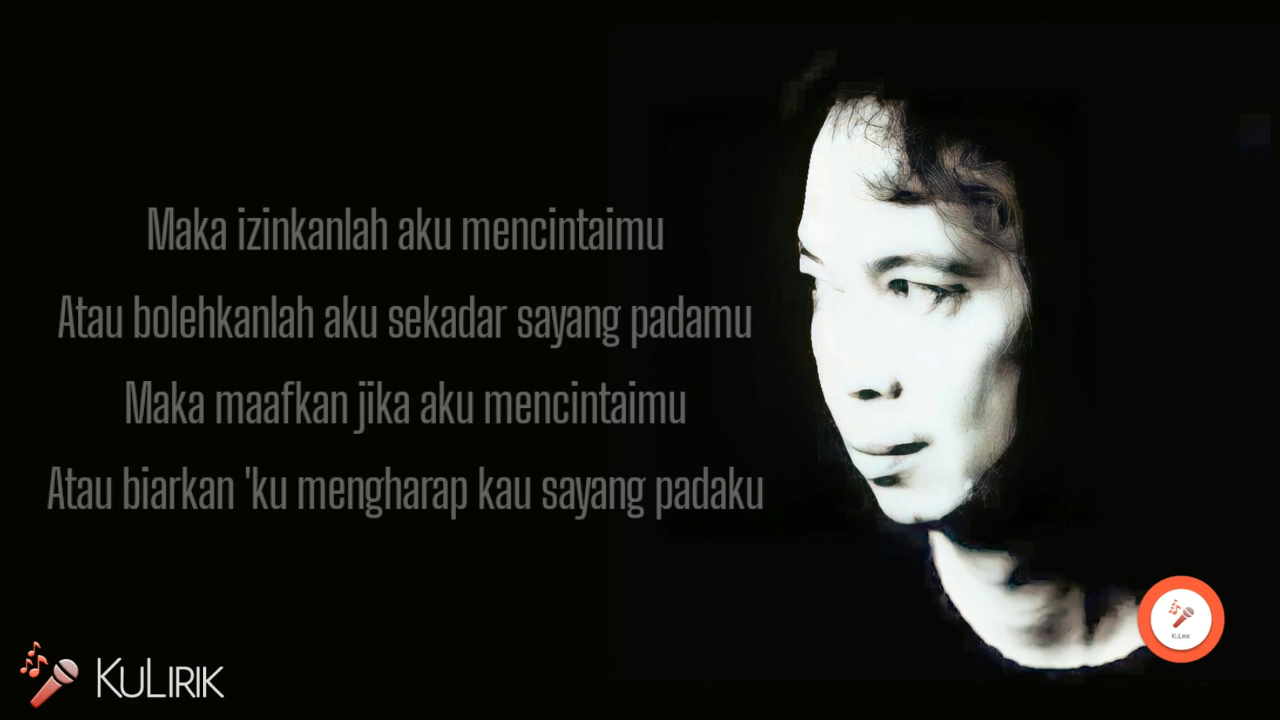 Maka izinkanlah aku mencintaimu
Atau bolehkanlah aku sekadar sayang padamu
Maka maafkan jika aku mencintaimu
Atau biarkan 'ku mengharap kau sayang padaku
KULIRIK
KULIRIK